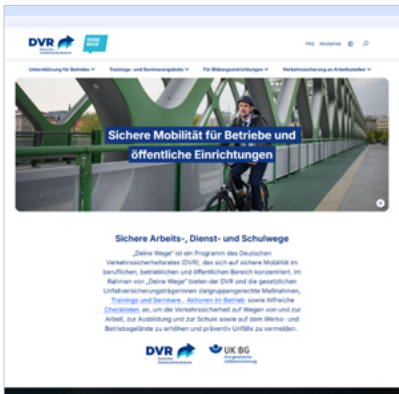 DVR
DEINE
WEGE
FAQ Mediathek
Unterstützung für Betriebe
Trainings- und Seminarangebote
Für Bildungseinrichtungen
Verkehrssicherung an Arbeitsstellen
Sichere Mobilität für Betriebe und
öffentliche Einrichtungen
Sichere Arbeits-, Dienst- und Schulwege
„Deine Wege“ ist ein Programm des Deutschen
Verkehrssicherheitsrates (DVR), das sich auf sichere Mobilität im
beruflichen, betrieblichen und öffentlichen Bereich konzentriert. Im
Rahmen von „Deine Wege“ bieten der DVR und die gesetzlichen
Unfallversicherungsträgerinnen zielgruppengerechte Maßnahmen,
Trainings und Seminare, Aktionen im Betrieb sowie hilfreiche
Checklisten an, um die Verkehrssicherheit auf Wegen von und zur
Arbeit, zur Ausbildung und zur Schule sowie auf dem Werks- und
Betriebsgelände zu erhöhen und präventiv Unfälle zu vermeiden.
DVR
UK BG